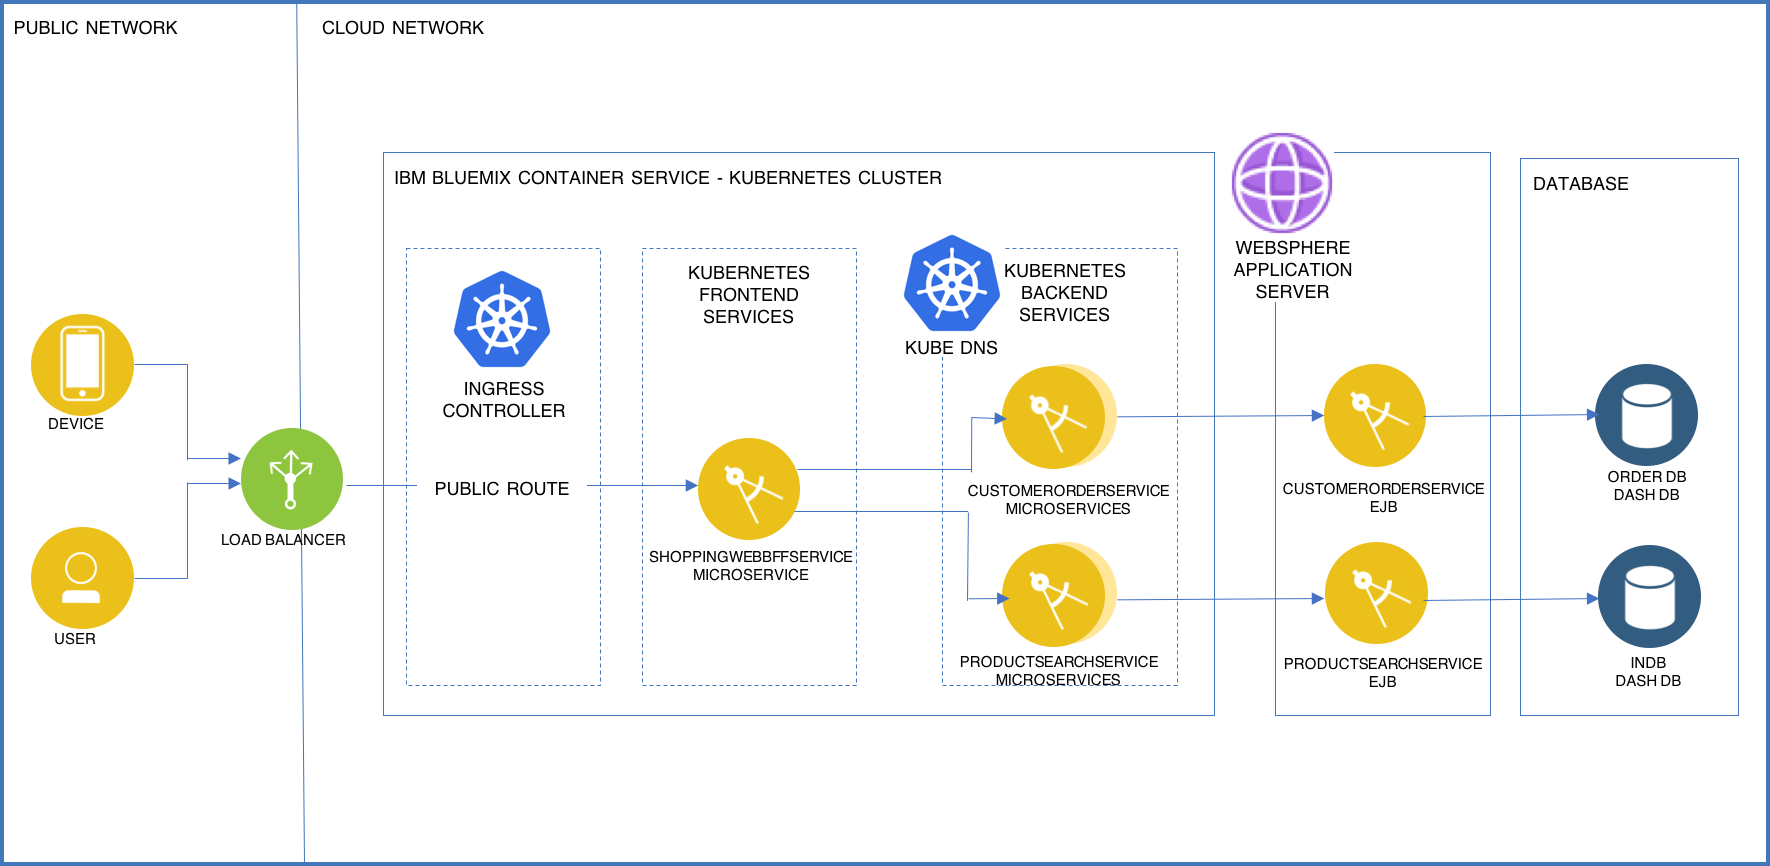 PUBLIC NETWORK
CLOUD NETWORK
IBM BLUEMIX CONTAINER SERVICE - KUBERNETES CLUSTER
DATABASE
WEBSPHERE
APPLICATION
SERVER
KUBERNETES
FRONTEND
SERVICES
KUBERNETES
BACKEND
SERVICES
KUBE DNS
INGRESS
CONTROLLER
DEVICE
LOAD BALANCER
USER
PUBLIC ROUTE
SHOPPINGWEBBFFSERVICE
MICROSERVICE
CUSTOMERORDERSERVICE
MICROSERVICES
PRODUCTSEARCHSERVICE
MICROSERVICES
CUSTOMERORDERSERVICE
EJB
PRODUCTSEARCHSERVICE
EJB
ORDER DB
DASH DB
INDB
DASH DB